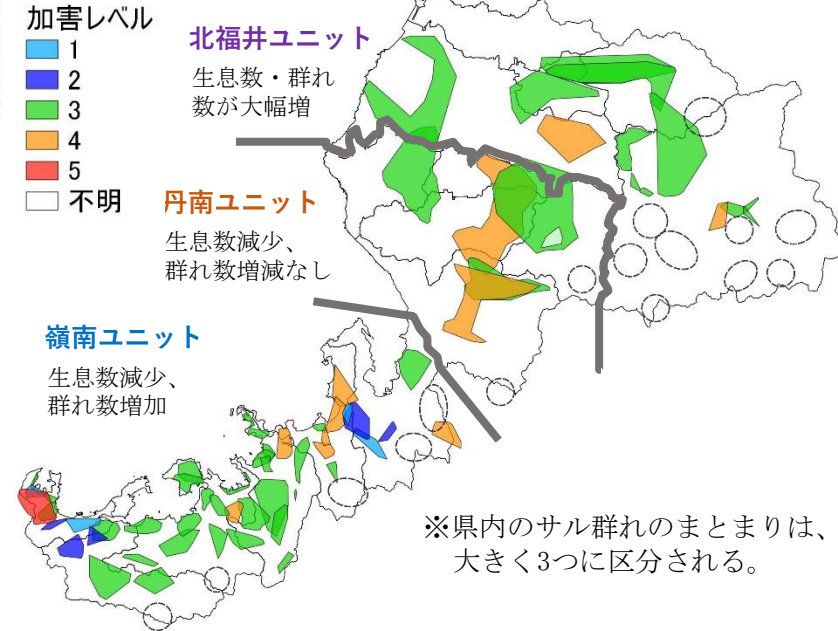 加害レベル
1
2
3
4
5
不明
北福井ユニット
生息数・群れ
数が大幅増
丹南ユニット
生息数減少、
群れ数増減なし
嶺南ユニット
生息数減少、
群れ数増加
※県内のサル群れのまとまりは、
大きく3つに区分される。